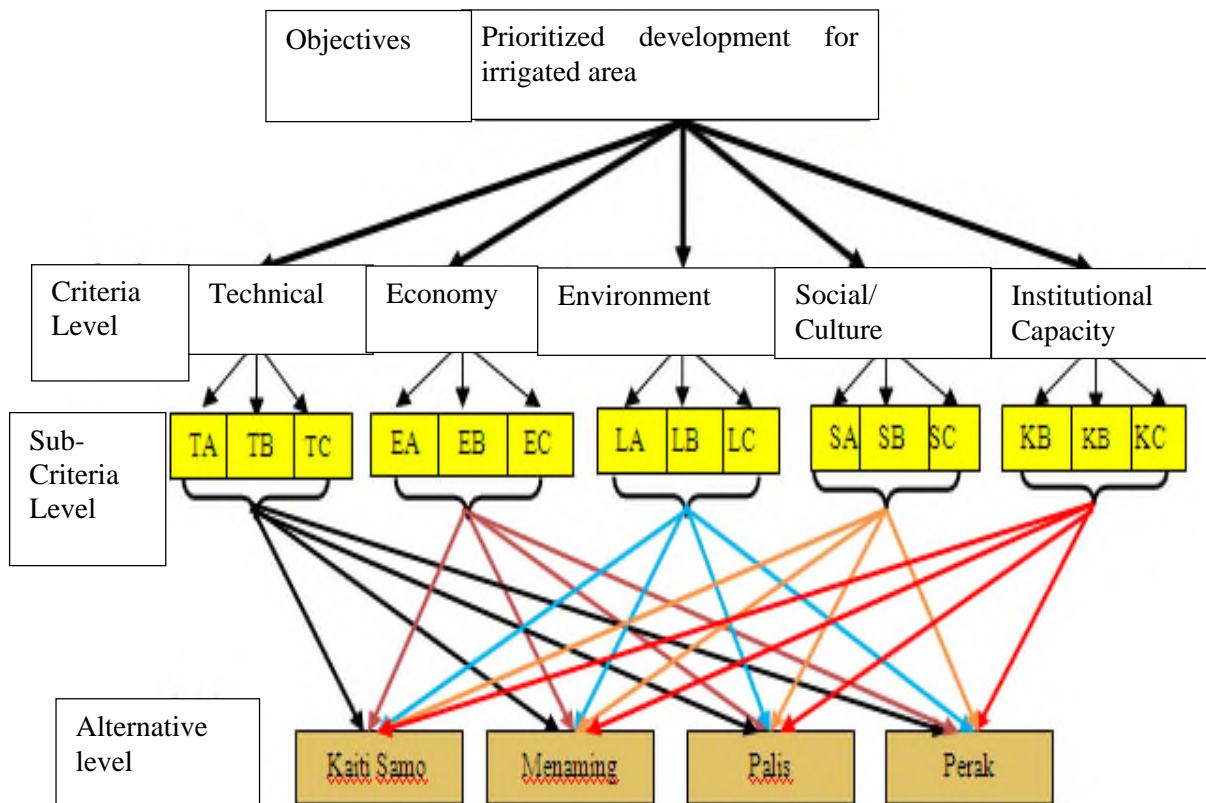 Objectives
Prioritized development for
irrigated area
Criteria
Level
Technical
Economy
Environment
Social/
Culture
Institutional
Capacity
Sub-
Criteria
Level
TA TB TC
EA EB EC
LA LB LC
SA SB SC
KB KB KC
Alternative
level
Kaiti Samo
Menaming
Palis
Perak